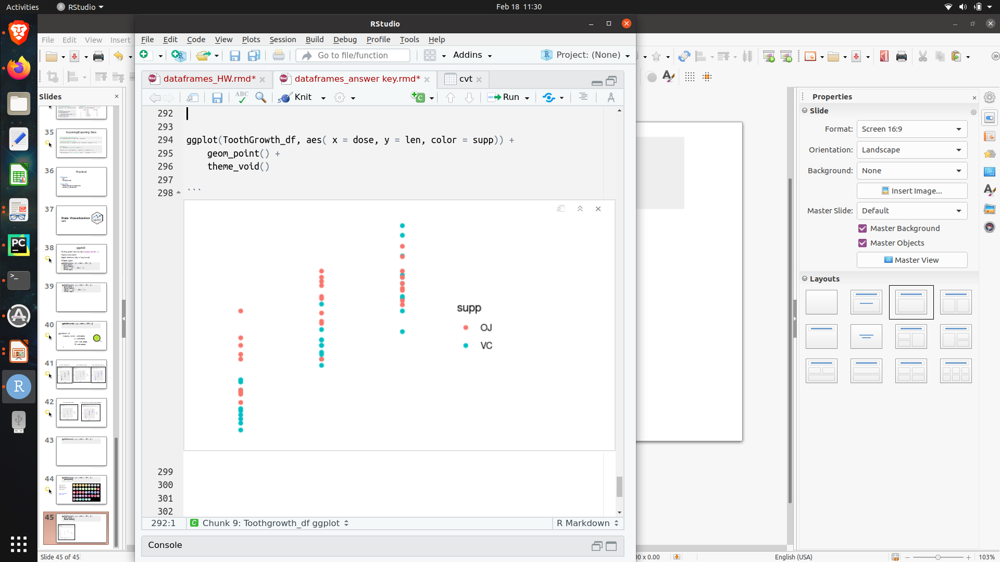 Activities
RStudio
Feb 18  11:30
RStudio
File Edit View Insert
File Edit Code View Plots Session Build Debug Profile Tools Help
Go to file/function
Addins
Project: (None)
Slides
dataframes_HW.rmd*
dataframes_answer key.rmd*
cvt
ABC
Knit
Run
292
293
294 ggplot(ToothGrowth_df, aes( x = dose, y = len, color = supp)) +
295 geom_point() +
296 theme_void()
297
298 ```
supp
OJ
VC
299
300
301
302
292:1
Chunk 9: Toothgrowth_df ggplot
R Markdown
Console
35
Importing/Exporting Data
36
Practical
37
Data Visualization
with
38
ggplot2
39
40
41
42
43
44
45
Slide 45 of 45
Properties
Slide
Format: Screen 16:9
Orientation: Landscape
Background: None
Insert Image...
Master Slide: Default
Master Background
Master Objects
Master View
Layouts
00 x 0.00
English (USA)
103%